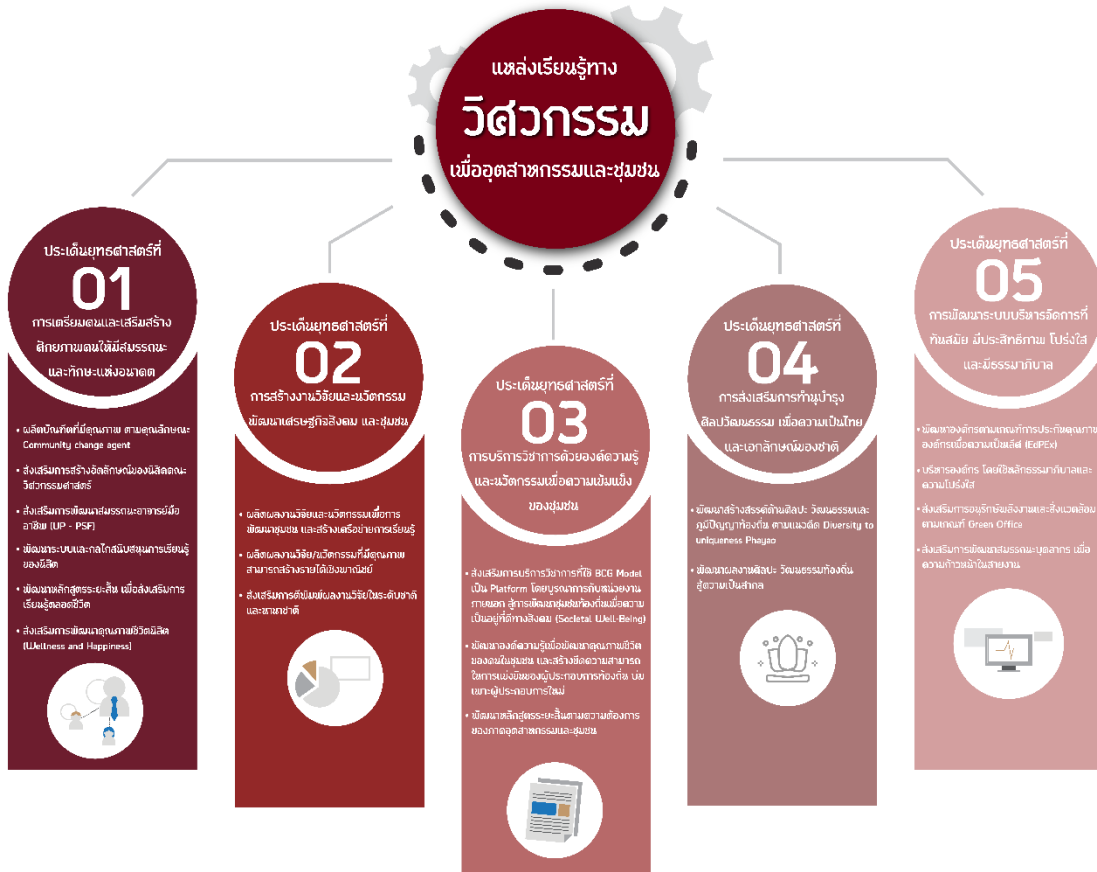 แหล่งเรียนรู้ทาง
วิศวกรรม
เพื่ออุตสาหกรรมและชุมชน
ประเด็นยุทธศาสตร์ที่
01
การเตรียมคนและเสริมสร้าง
ศักยภาพคนให้มีสมรรถนะ
และทักษะแห่งอนาคต
• ผลิตบัณฑิตที่มีคุณภาพ ตามคุณลักษณะ
Community change agent
• ส่งเสริมการสร้างอัตลักษณ์ของนิสิตคณะ
วิศวกรรมศาสตร์
• ส่งเสริมการพัฒนาสมรรถนะอาจารย์มือ
อาชีพ (UP - PSF)
• พัฒนาระบบและกลไกสนับสนุนการเรียนรู้
ของนิสิต
• พัฒนาหลักสูตรระยะสั้น เพื่อส่งเสริมการ
เรียนรู้ตลอดชีวิต
• ส่งเสริมการพัฒนาคุณภาพชีวิตนิสิต
(Wellness and Happiness)
ประเด็นยุทธศาสตร์ที่
02
การสร้างงานวิจัยและนวัตกรรม
พัฒนาเศรษฐกิจสังคม และชุมชน
• ผลิตผลงานวิจัยและนวัตกรรมเพื่อการ
พัฒนาชุมชน และสร้างเครือข่ายการเรียนรู้
• ผลิตผลงานวิจัย/นวัตกรรมที่มีคุณภาพ
สามารถสร้างรายได้เชิงพาณิชย์
• ส่งเสริมการตีพิมพ์ผลงานวิจัยในระดับชาติ
และนานาชาติ
ประเด็นยุทธศาสตร์ที่
03
การบริการวิชาการด้วยองค์ความรู้
และนวัตกรรมเพื่อความเข้มแข็ง
ของชุมชน
• ส่งเสริมการบริการวิชาการที่ใช้ BCG Model
เป็น Platform โดยบูรณาการกับหน่วยงาน
ภายนอก สู่การพัฒนาชุมชนท้องถิ่นเพื่อความ
เป็นอยู่ที่ดีทางสังคม (Societal Well-Being)
• พัฒนาองค์ความรู้เพื่อพัฒนาคุณภาพชีวิต
ของคนในชุมชน และสร้างขีดความสามารถ
ในการแข่งขันของผู้ประกอบการท้องถิ่น บ่ม
เพาะผู้ประกอบการใหม่
• พัฒนาหลักสูตรระยะสั้นตามความต้องการ
ของภาคอุตสาหกรรมและชุมชน
ประเด็นยุทธศาสตร์ที่
04
การส่งเสริมการทำนุบำรุง
ศิลปวัฒนธรรม เพื่อความเป็นไทย
และเอกลักษณ์ของชาติ
• พัฒนาสร้างสรรค์ด้านศิลปะ วัฒนธรรมและ
ภูมิปัญญาท้องถิ่น ตามแนวคิด Diversity to
uniqueness Phayao
• พัฒนาผลงานศิลปะ วัฒนธรรมท้องถิ่น
สู่ความเป็นสากล
ประเด็นยุทธศาสตร์ที่
05
การพัฒนาระบบบริหารจัดการที่
ทันสมัย มีประสิทธิภาพ โปร่งใส
และมีธรรมาภิบาล
• พัฒนาองค์กรตามเกณฑ์การประกันคุณภาพ
องค์กรเพื่อความเป็นเลิศ (EdPEx)
• บริหารองค์กร โดยใช้หลักธรรมาภิบาลและ
ความโปร่งใส
• ส่งเสริมการอนุรักษ์พลังงานและสิ่งแวดล้อม
ตามเกณฑ์ Green Office
• ส่งเสริมการพัฒนาสมรรถนะบุคลากร เพื่อ
ความก้าวหน้าในสายงาน